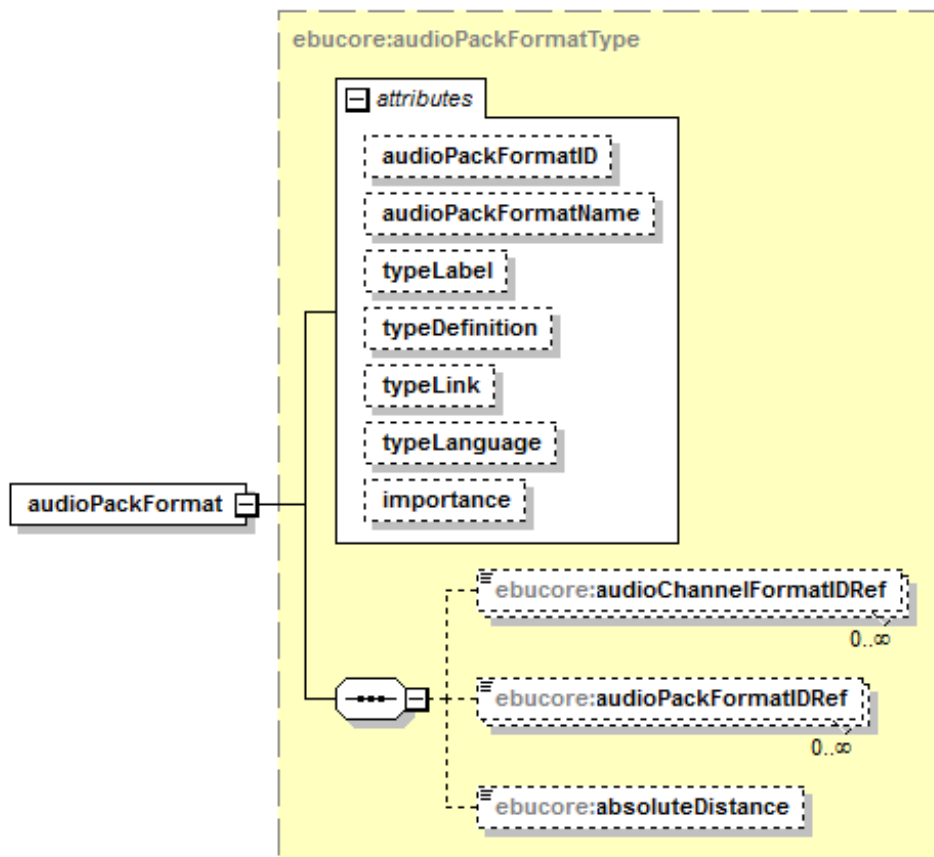 ebucore:audioPackFormatType
attributes
audioPackFormatID
audioPackFormatName
typeLabel
typeDefinition
typeLink
typeLanguage
importance
audioPackFormat
ebucore:audioChannelFormatIDRef
0..∞
ebucore:audioPackFormatIDRef
0..∞
ebucore:absoluteDistance